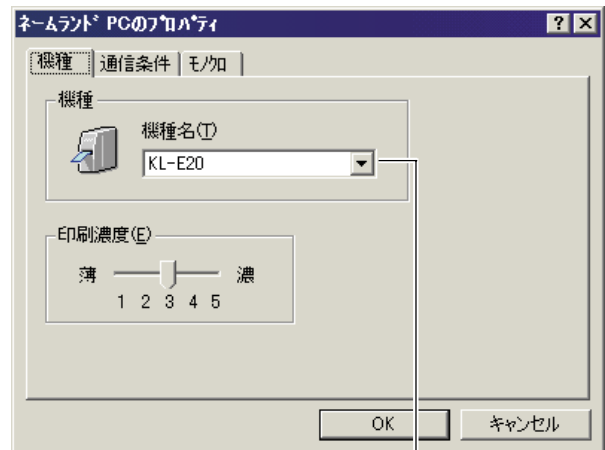 ﾈｰﾑﾗﾝﾄﾞ PCのﾌﾟﾛﾊﾟﾃｨ
機種 通信条件 ﾓﾉｸﾛ
機種
機種名(T)
KL-E20
印刷濃度(E)
薄 濃
1 2 3 4 5
OK キャンセル